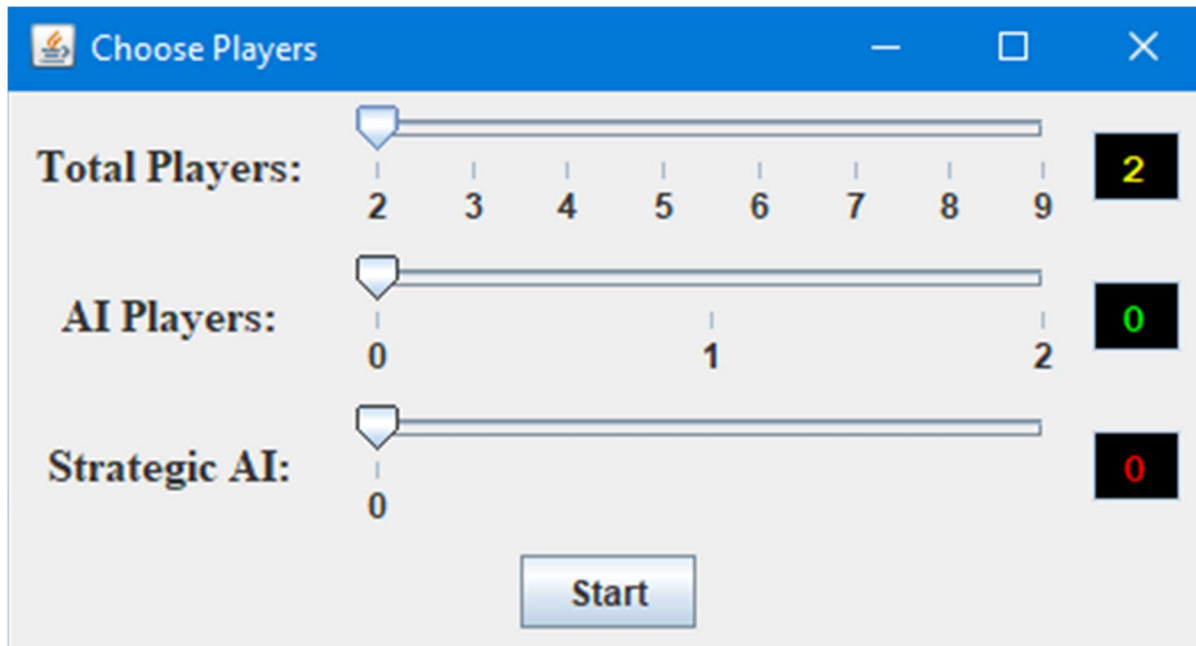 Choose Players
Total Players:
2 3 4 5 6 7 8 9
2
AI Players:
0 1 2
0
Strategic AI:
0
0
Start